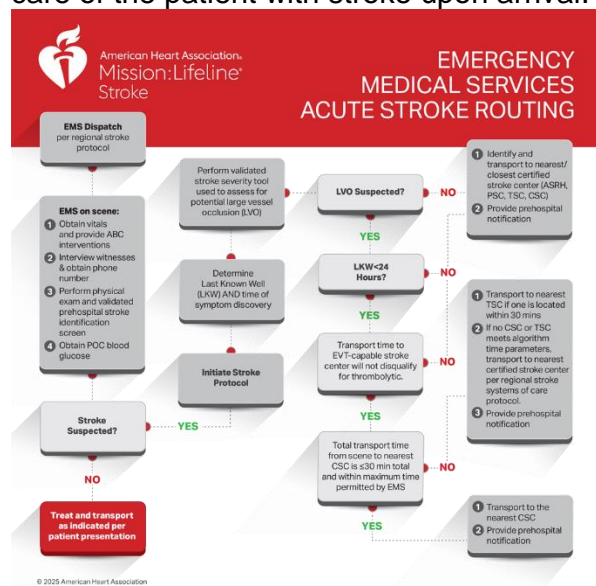 care of the patient with stroke upon arrival.
American Heart Association®
Mission:Lifeline®
Stroke
EMERGENCY
MEDICAL SERVICES
ACUTE STROKE ROUTING
EMS Dispatch
per regional stroke
protocol
EMS on scene:
1 Obtain vitals
and provide ABC
interventions
2 Interview witnesses
& obtain phone
number
3 Perform physical
exam and validated
prehospital stroke
identification
screen
4 Obtain POC blood
glucose
Stroke
Suspected?
YES
NO
Treat and transport
as indicated per
patient presentation
Initiate Stroke
Protocol
Determine
Last Known Well
(LKW) AND time of
symptom discovery
Perform validated
stroke severity tool
used to assess for
potential large vessel
occlusion (LVO)
LVO Suspected?
NO
YES
LKW<24
Hours?
NO
YES
Transport time to
EVT-capable stroke
center will not disqualify
for thrombolytic.
NO
YES
Total transport time
from scene to nearest
CSC is ≤30 min total
and within maximum time
permitted by EMS
NO
YES
1 Identify and
transport to nearest/
closest certified
stroke center (ASRH,
PSC, TSC, CSC)
2 Provide prehospital
notification
1 Transport to nearest
TSC if one is located
within 30 mins
2 If no CSC or TSC
meets algorithm
time parameters,
transport to nearest
certified stroke center
per regional stroke
systems of care
protocol.
3 Provide prehospital
notification
1 Transport to the
nearest CSC
2 Provide prehospital
notification
© 2025 American Heart Association